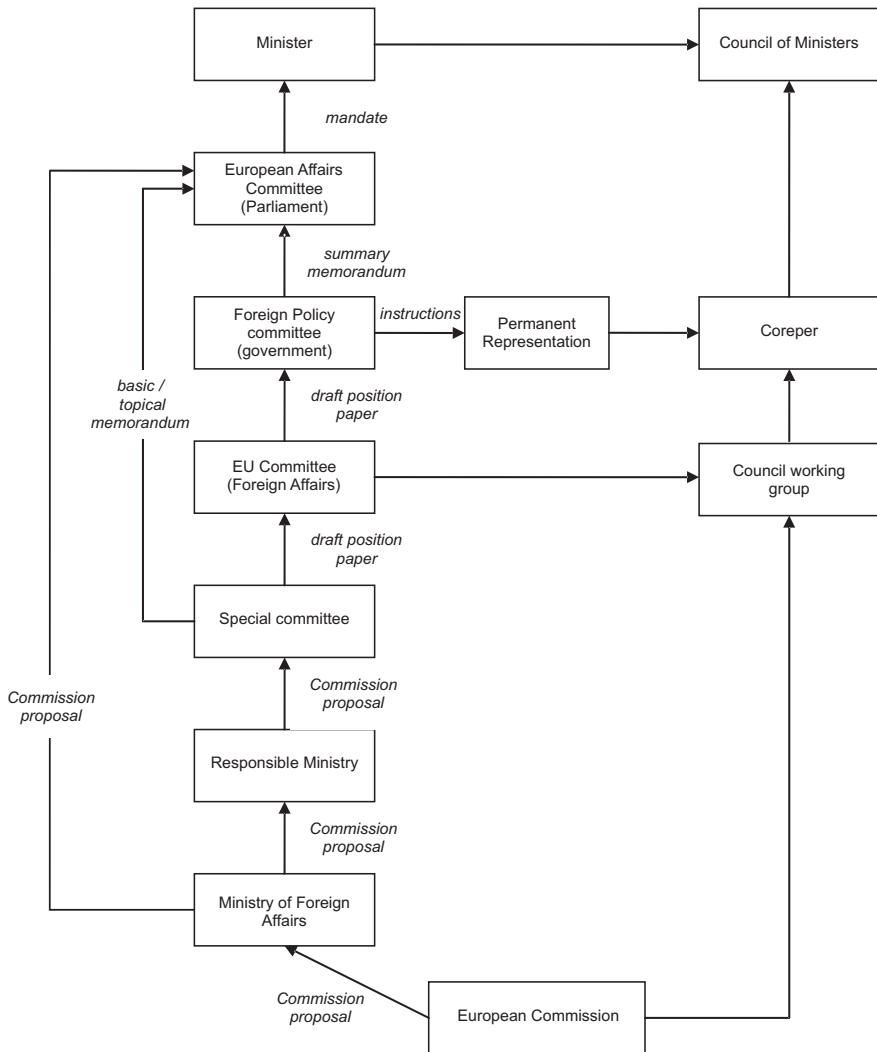 Minister
Council of Ministers
mandate
European Affairs
Committee
(Parliament)
summary
memorandum
Foreign Policy
committee
(government)
instructions
Permanent
Representation
Coreper
basic /
topical
memorandum
draft position
paper
EU Committee
(Foreign Affairs)
Council working
group
draft position
paper
Special committee
Commission
proposal
Commission
proposal
Responsible Ministry
Commission
proposal
Ministry of Foreign
Affairs
Commission
proposal
European Commission